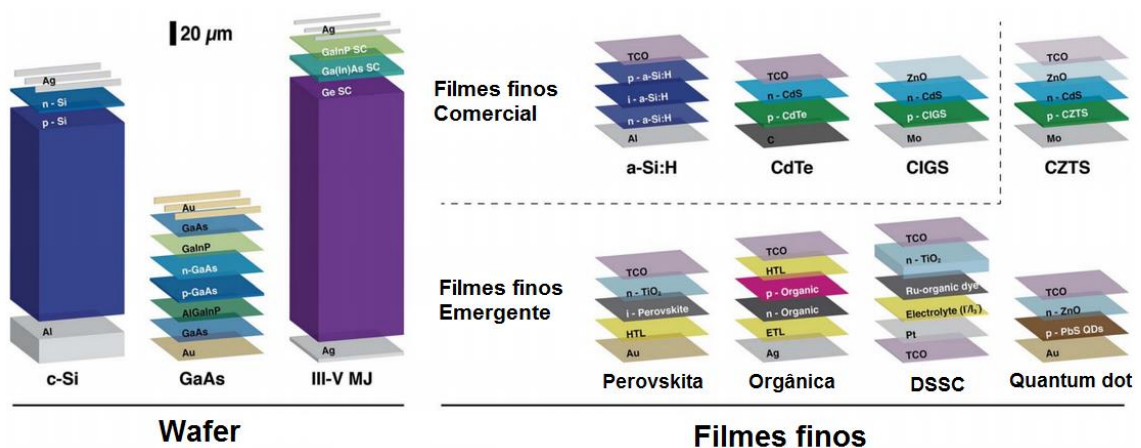 20 µm
Ag
n - Si
p - Si
Al
c-Si
Au
GaAs
GaInP
n-GaAs
p-GaAs
AlGaInP
GaAs
Au
GaAs
Ag
GaInP SC
Ga(In)As SC
Ge SC
Ag
III-V MJ
Wafer
Filmes finos
Comercial
TCO
p - a-Si:H
i - a-Si:H
n - a-Si:H
Al
a-Si:H
TCO
n - CdS
p - CdTe
C
CdTe
ZnO
n - CdS
p - CIGS
Mo
CIGS
TCO
ZnO
n - CdS
p - CZTS
Mo
CZTS
Filmes finos
Emergente
TCO
n - TiO₂
i - Perovskite
HTL
Au
Perovskita
TCO
HTL
p - Organic
n - Organic
ETL
Ag
Orgânica
TCO
n - TiO₂
Ru-organic dye
Electrolyte (I⁻/I₃⁻)
Pt
TCO
DSSC
TCO
n - ZnO
p - PbS QDs
Au
Quantum dot
Filmes finos